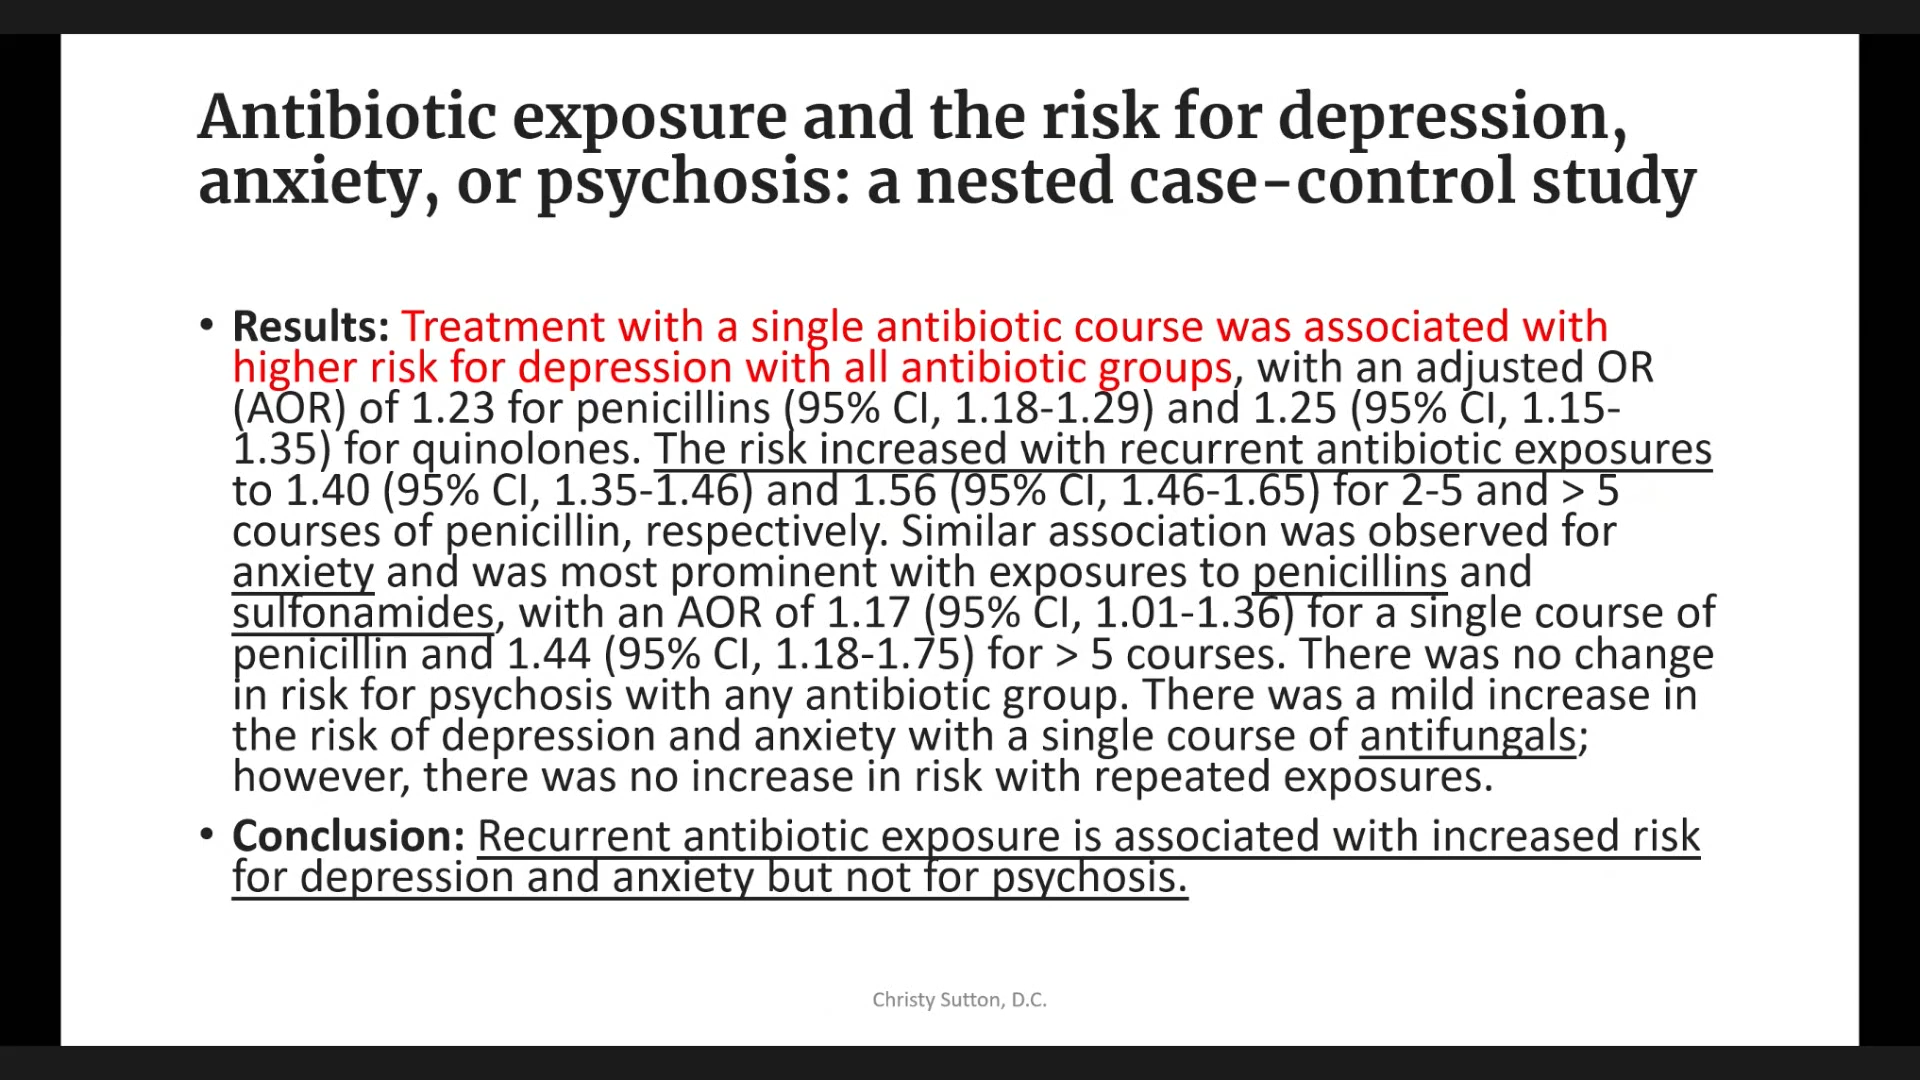 Antibiotic exposure and the risk for depression,
anxiety, or psychosis: a nested case-control study
• Results: Treatment with a single antibiotic course was associated with
higher risk for depression with all antibiotic groups, with an adjusted OR
(AOR) of 1.23 for penicillins (95% CI, 1.18-1.29) and 1.25 (95% CI, 1.15-
1.35) for quinolones. The risk increased with recurrent antibiotic exposures
to 1.40 (95% CI, 1.35-1.46) and 1.56 (95% CI, 1.46-1.65) for 2-5 and > 5
courses of penicillin, respectively. Similar association was observed for
anxiety and was most prominent with exposures to penicillins and
sulfonamides, with an AOR of 1.17 (95% CI, 1.01-1.36) for a single course of
penicillin and 1.44 (95% CI, 1.18-1.75) for > 5 courses. There was no change
in risk for psychosis with any antibiotic group. There was a mild increase in
the risk of depression and anxiety with a single course of antifungals;
however, there was no increase in risk with repeated exposures.
• Conclusion: Recurrent antibiotic exposure is associated with increased risk
for depression and anxiety but not for psychosis.
Christy Sutton, D.C.